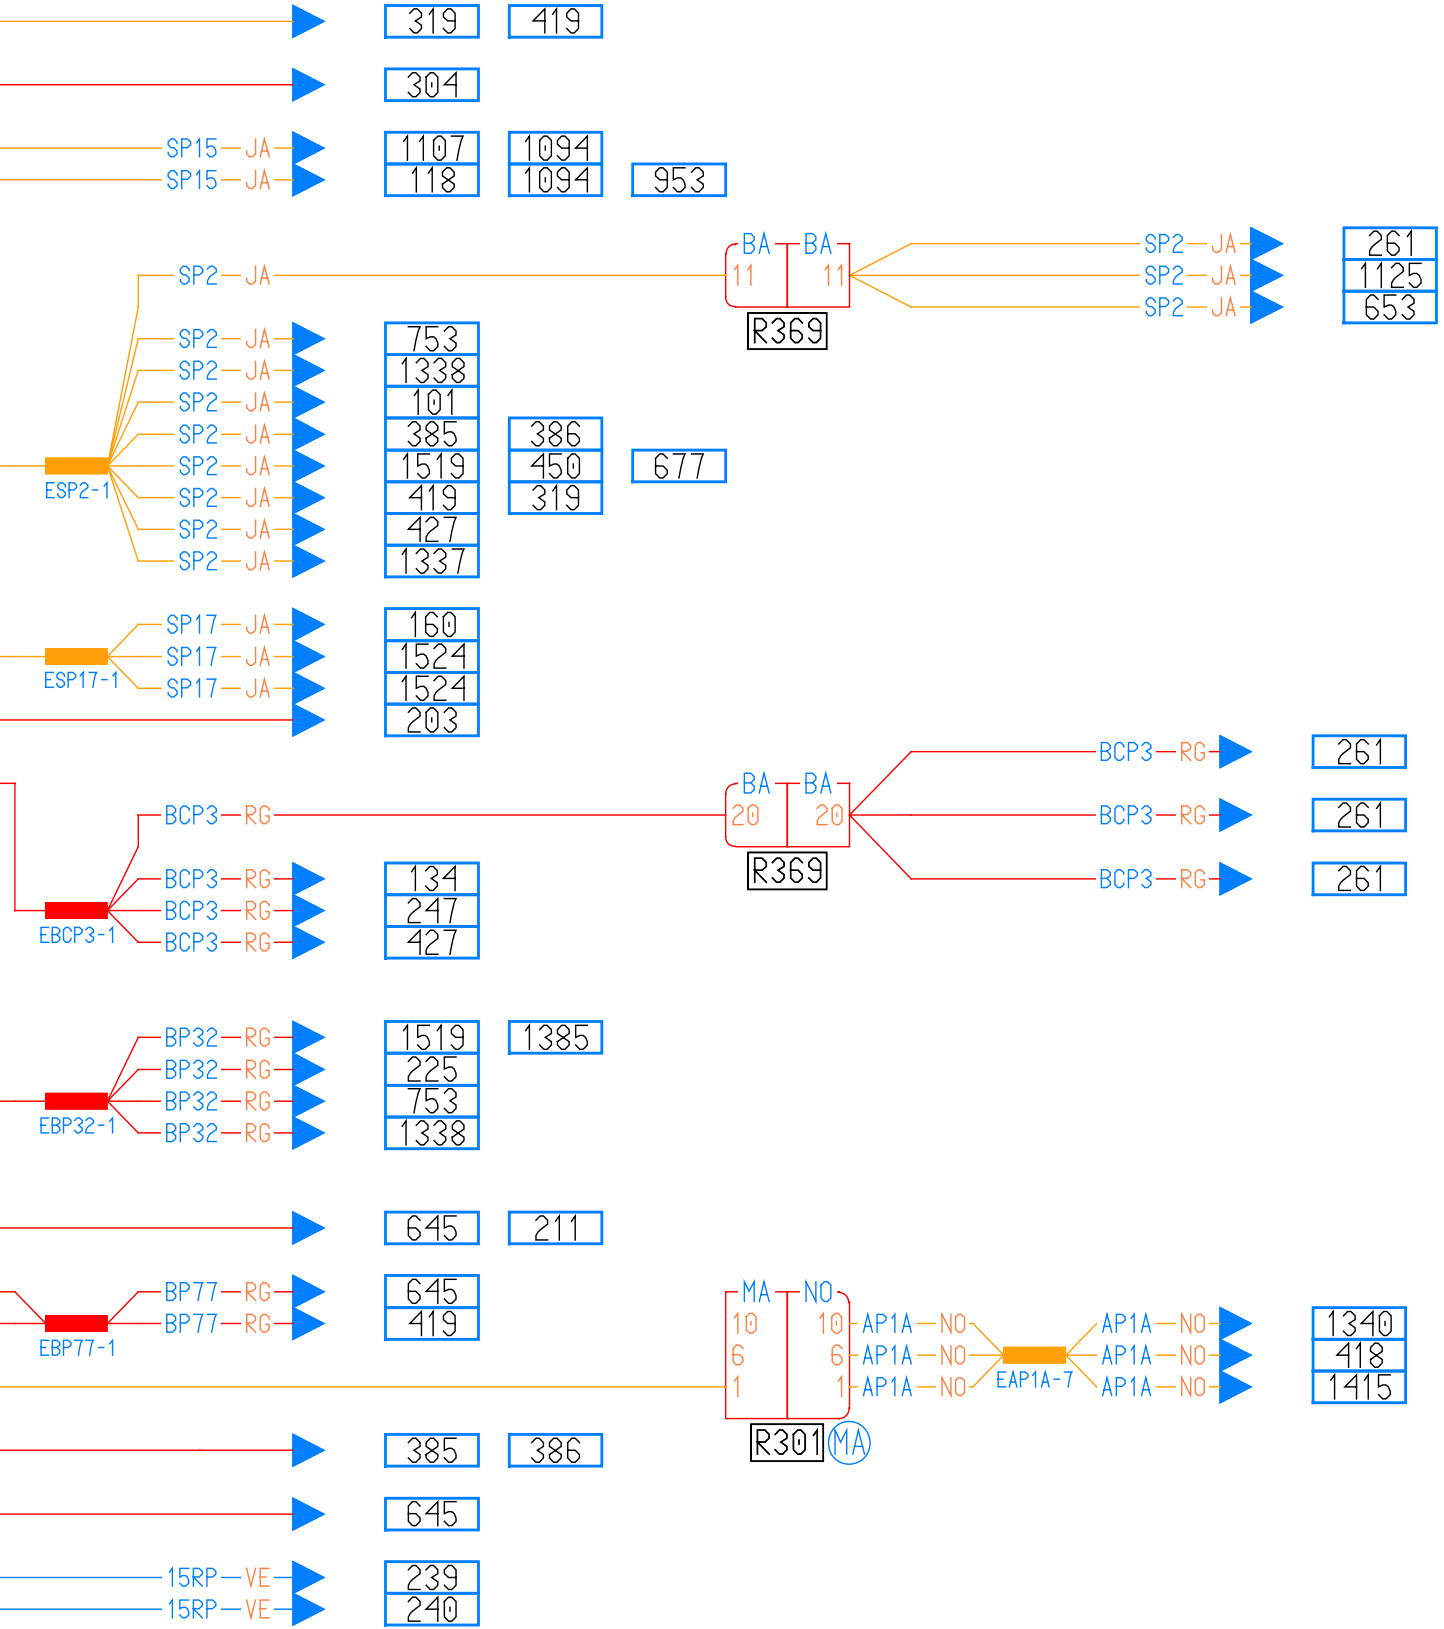 319 419
304
SP15 JA 1107 1094
SP15 JA 118 1094 953
BA BA SP2 JA 261
SP2 JA 11 11 SP2 JA 1125
SP2 JA 653
R369
SP2 JA 753
SP2 JA 1338
SP2 JA 101
SP2 JA 385 386
SP2 JA 1519 450 677
ESP2-1
SP2 JA 419 319
SP2 JA 427
SP2 JA 1337
SP17 JA 160
SP17 JA 1524
ESP17-1
SP17 JA 1524
203
BCP3 RG 261
BA BA
BCP3 RG 20 20 BCP3 RG 261
R369
BCP3 RG 134 BCP3 RG 261
BCP3 RG 247
EBCP3-1
BCP3 RG 427
BP32 RG 1519 1385
BP32 RG 225
BP32 RG 753
EBP32-1
BP32 RG 1338
645 211
BP77 RG 645 MA NO
BP77 RG 419 10 10 AP1A NO AP1A NO 1340
EBP77-1
6 6 AP1A NO AP1A NO 418
EAP1A-7
1 1 AP1A NO AP1A NO 1415
R301 MA
385 386
645
15RP VE 239
15RP VE 240